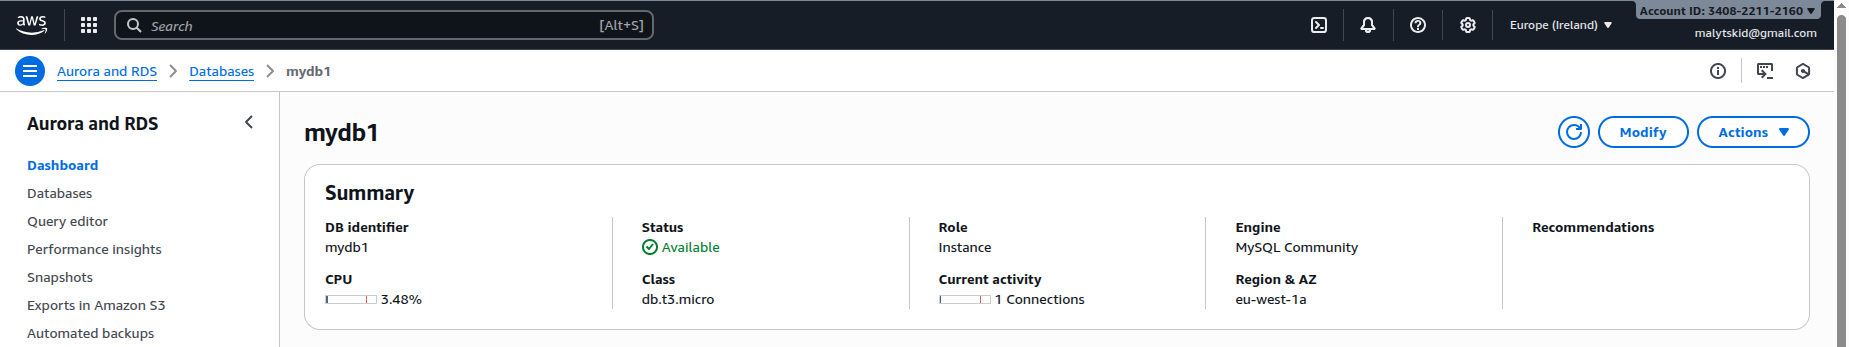 aws
Search [Alt+S]
Europe (Ireland)
Account ID: 3408-2211-2160
malytskid@gmail.com
Aurora and RDS > Databases > mydb1
Aurora and RDS
Dashboard
Databases
Query editor
Performance insights
Snapshots
Exports in Amazon S3
Automated backups
mydb1
Modify
Actions
Summary
DB identifier
mydb1
CPU
3.48%
Status
Available
Class
db.t3.micro
Role
Instance
Current activity
1 Connections
Engine
MySQL Community
Region & AZ
eu-west-1a
Recommendations